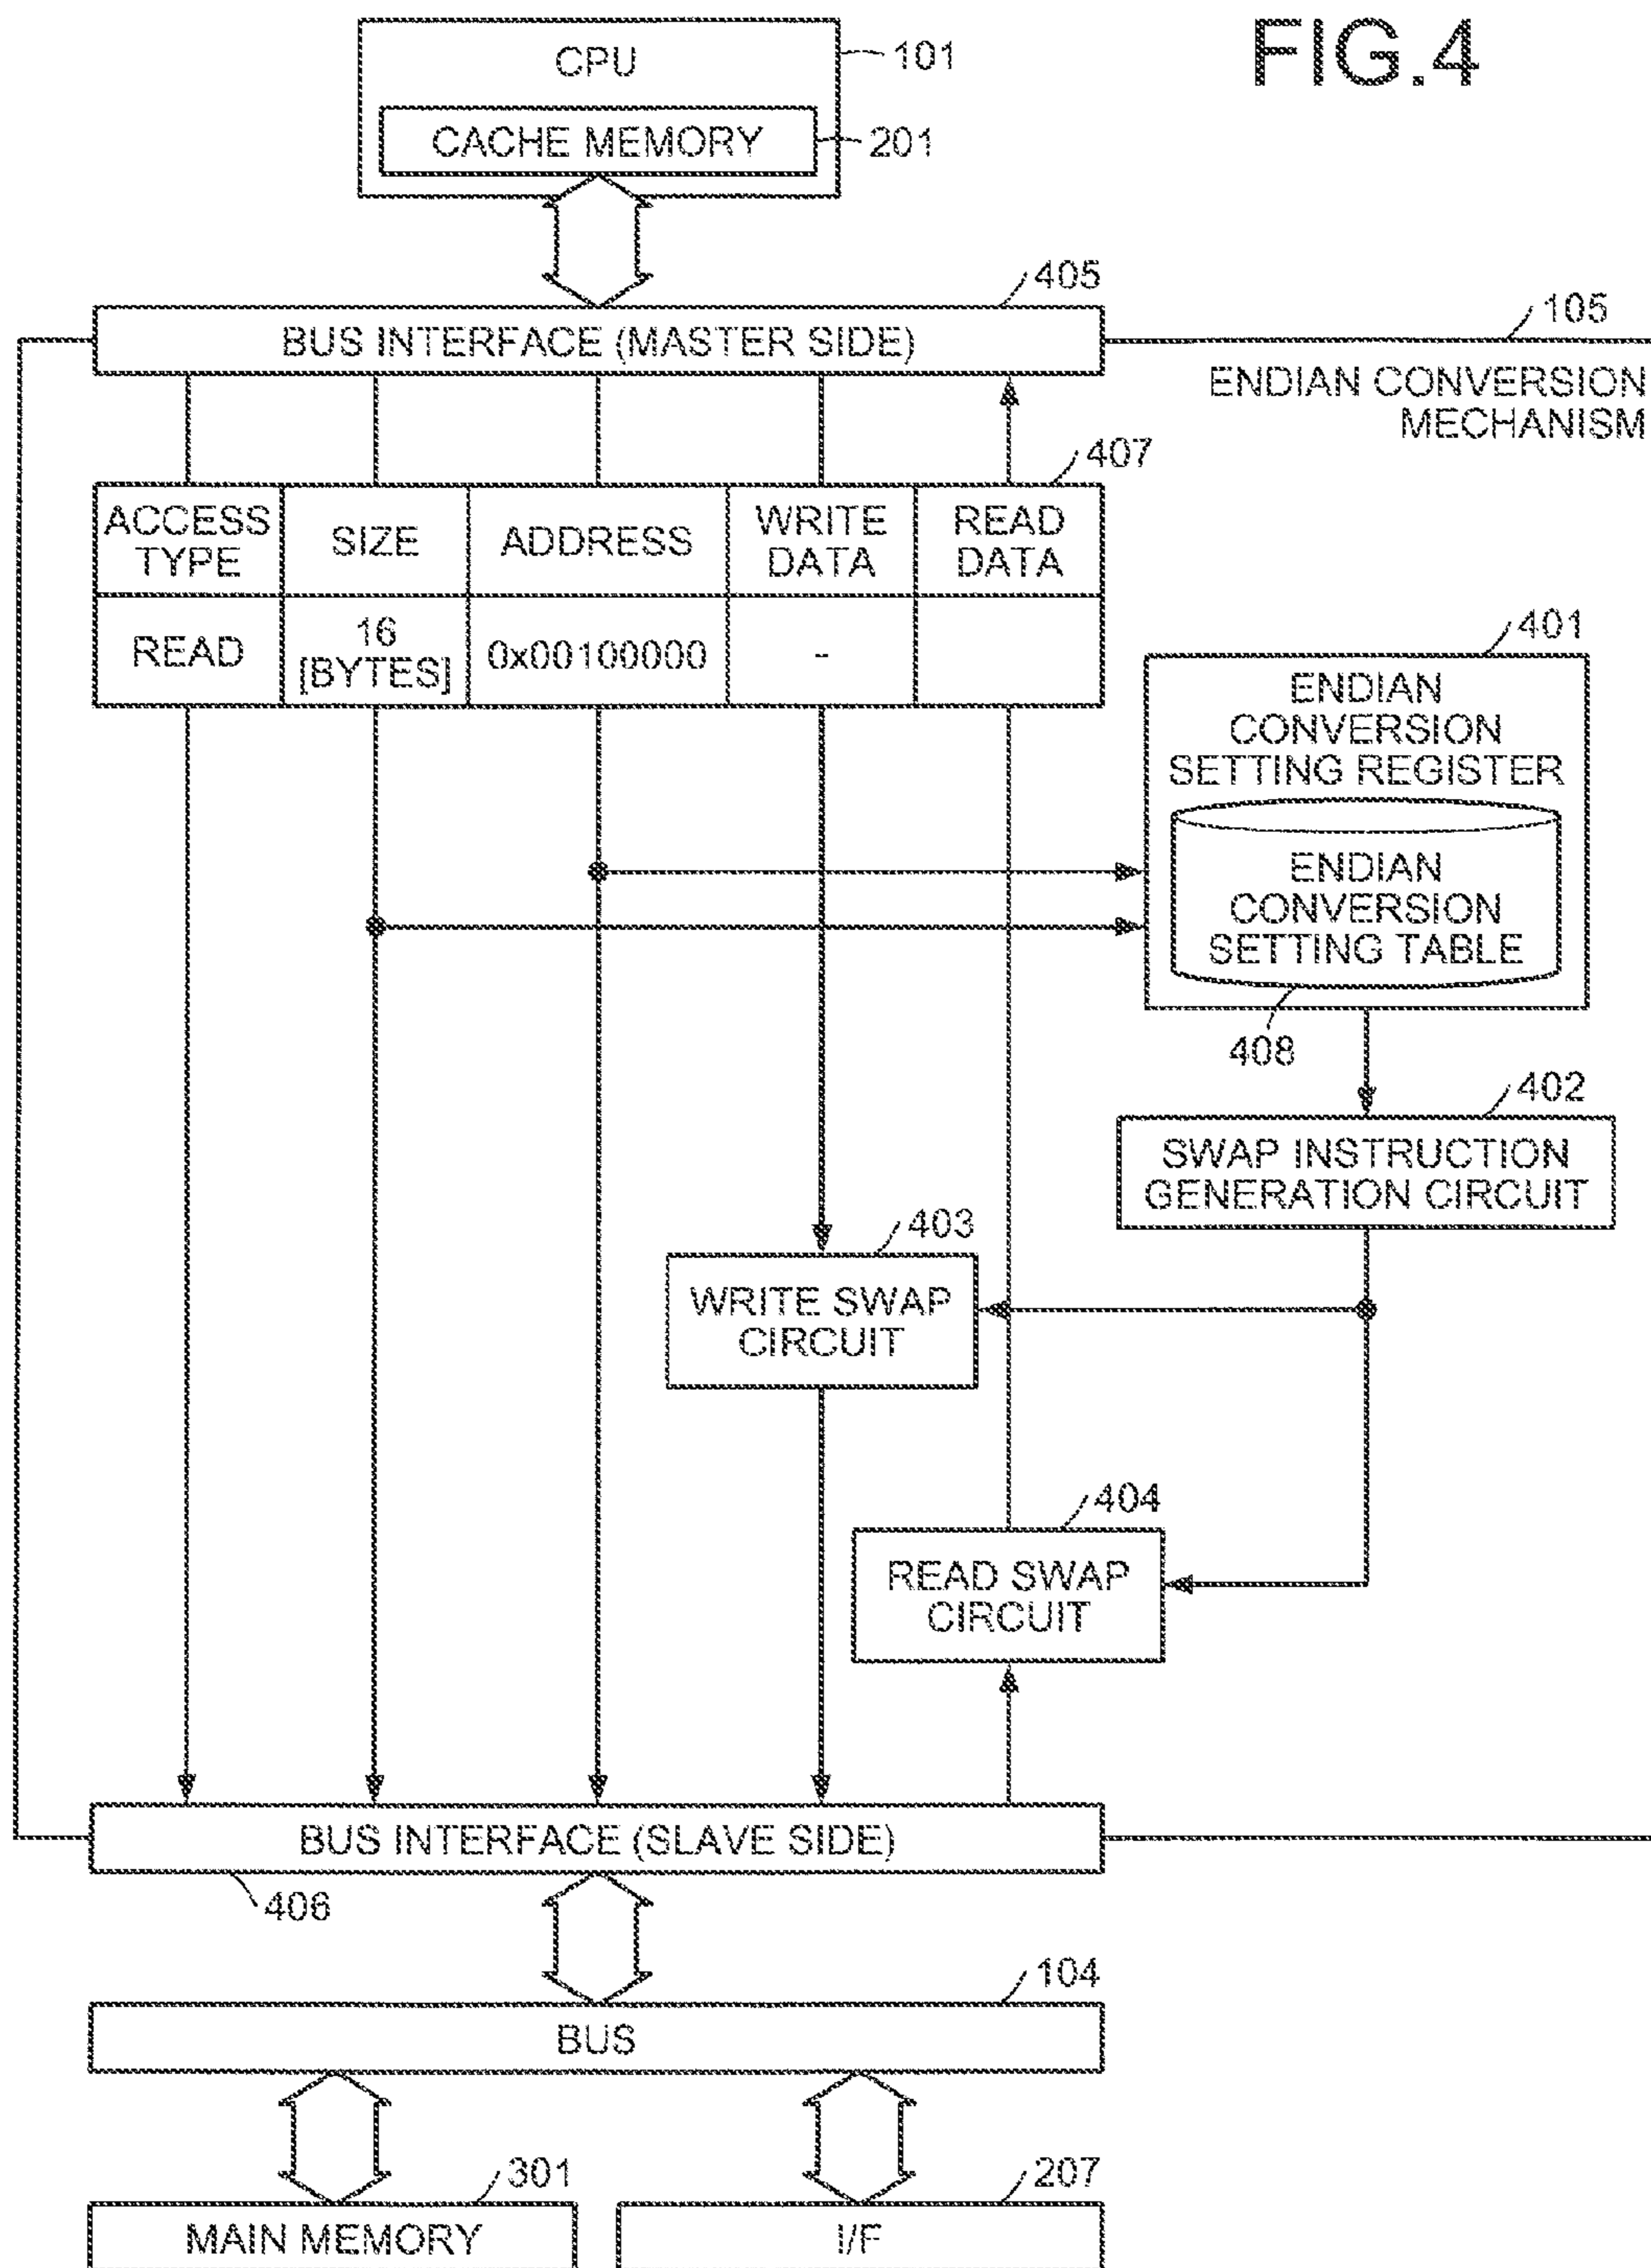 FIG.4
CPU
101
CACHE MEMORY
201
405
BUS INTERFACE (MASTER SIDE)
105
ENDIAN CONVERSION
MECHANISM
407
ACCESS
TYPE
SIZE
ADDRESS
WRITE
DATA
READ
DATA
READ
16
[BYTES]
0x00100000
-
401
ENDIAN
CONVERSION
SETTING REGISTER
ENDIAN
CONVERSION
SETTING TABLE
408
402
SWAP INSTRUCTION
GENERATION CIRCUIT
403
WRITE SWAP
CIRCUIT
404
READ SWAP
CIRCUIT
BUS INTERFACE (SLAVE SIDE)
406
104
BUS
301
MAIN MEMORY
207
I/F